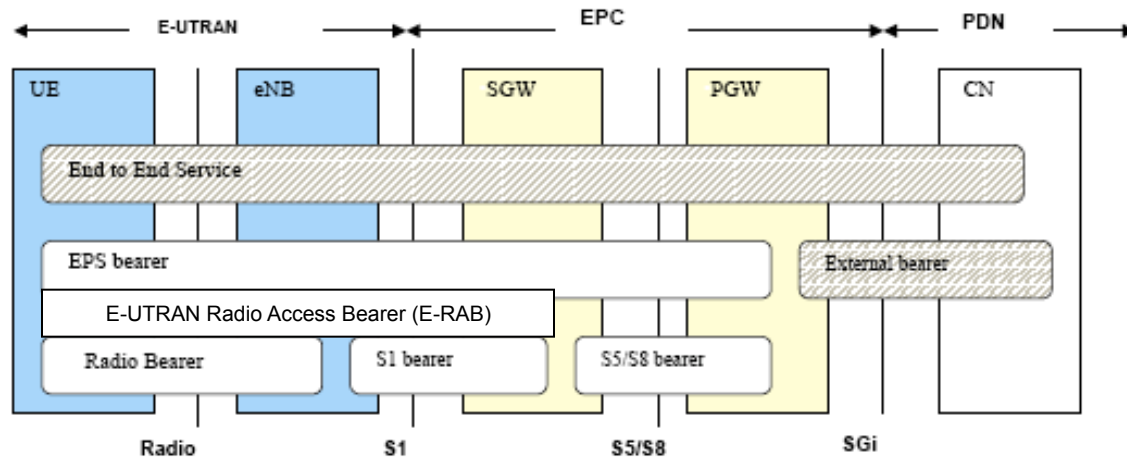 E-UTRAN
EPC
PDN
UE
eNB
SGW
PGW
CN
End to End Service
EPS bearer
External bearer
E-UTRAN Radio Access Bearer (E-RAB)
Radio Bearer
S1 bearer
S5/S8 bearer
Radio
S1
S5/S8
SGi